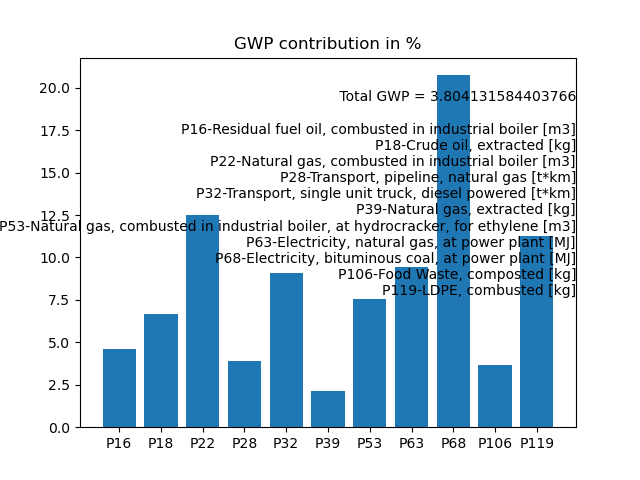 GWP contribution in %
20.0
Total GWP = 3.804131584403766
17.5
P16-Residual fuel oil, combusted in industrial boiler [m3]
P18-Crude oil, extracted [kg]
15.0
P22-Natural gas, combusted in industrial boiler [m3]
P28-Transport, pipeline, natural gas [t*km]
P32-Transport, single unit truck, diesel powered [t*km]
12.5
P39-Natural gas, extracted [kg]
P53-Natural gas, combusted in industrial boiler, at hydrocracker, for ethylene [m3]
P63-Electricity, natural gas, at power plant [MJ]
10.0
P68-Electricity, bituminous coal, at power plant [MJ]
P106-Food Waste, composted [kg]
7.5
P119-LDPE, combusted [kg]
5.0
2.5
0.0
P16 P18 P22 P28 P32 P39 P53 P63 P68 P106 P119